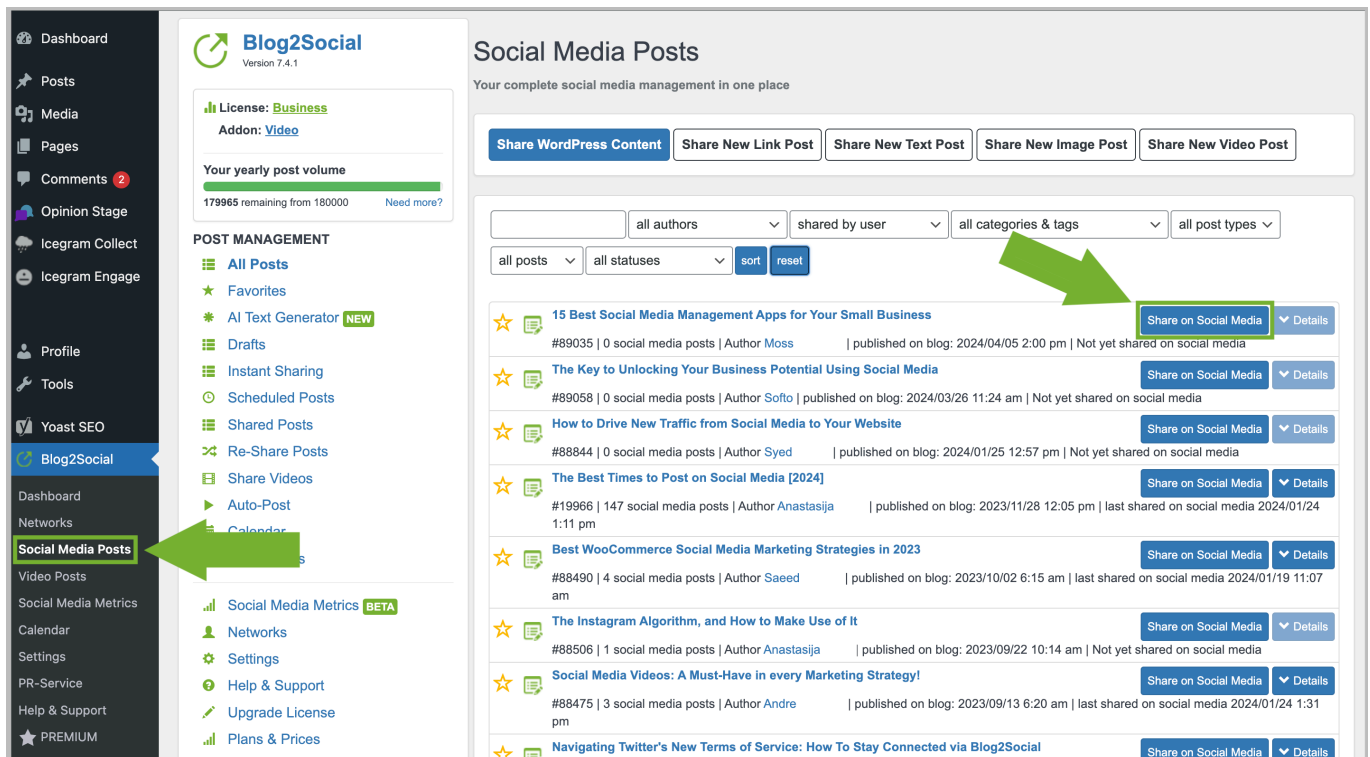 Dashboard
Posts
Media
Pages
Comments 2
Opinion Stage
Icegram Collect
Icegram Engage
Profile
Tools
Yoast SEO
Blog2Social
Dashboard
Networks
Social Media Posts
Video Posts
Social Media Metrics
Calendar
Settings
PR-Service
Help & Support
PREMIUM
Blog2Social
Version 7.4.1
License: Business
Addon: Video
Your yearly post volume
179965 remaining from 180000 Need more?
POST MANAGEMENT
All Posts
Favorites
AI Text Generator NEW
Drafts
Instant Sharing
Scheduled Posts
Shared Posts
Re-Share Posts
Share Videos
Auto-Post
Calendar
Social Media Metrics BETA
Networks
Settings
Help & Support
Upgrade License
Plans & Prices
Social Media Posts
Your complete social media management in one place
Share WordPress Content Share New Link Post Share New Text Post Share New Image Post Share New Video Post
all authors shared by user all categories & tags all post types
all posts all statuses sort reset
15 Best Social Media Management Apps for Your Small Business Share on Social Media Details
#89035 | 0 social media posts | Author Moss | published on blog: 2024/04/05 2:00 pm | Not yet shared on social media
The Key to Unlocking Your Business Potential Using Social Media Share on Social Media Details
#89058 | 0 social media posts | Author Softo | published on blog: 2024/03/26 11:24 am | Not yet shared on social media
How to Drive New Traffic from Social Media to Your Website Share on Social Media Details
#88844 | 0 social media posts | Author Syed | published on blog: 2024/01/25 12:57 pm | Not yet shared on social media
The Best Times to Post on Social Media [2024] Share on Social Media Details
#19966 | 147 social media posts | Author Anastasija | published on blog: 2023/11/28 12:05 pm | last shared on social media 2024/01/24
1:11 pm
Best WooCommerce Social Media Marketing Strategies in 2023 Share on Social Media Details
#88490 | 4 social media posts | Author Saeed | published on blog: 2023/10/02 6:15 am | last shared on social media 2024/01/19 11:07
am
The Instagram Algorithm, and How to Make Use of It Share on Social Media Details
#88506 | 1 social media posts | Author Anastasija | published on blog: 2023/09/22 10:14 am | Not yet shared on social media
Social Media Videos: A Must-Have in every Marketing Strategy! Share on Social Media Details
#88475 | 3 social media posts | Author Andre | published on blog: 2023/09/13 6:20 am | last shared on social media 2024/01/24 1:31
pm
Navigating Twitter's New Terms of Service: How To Stay Connected via Blog2Social Share on Social Media Details